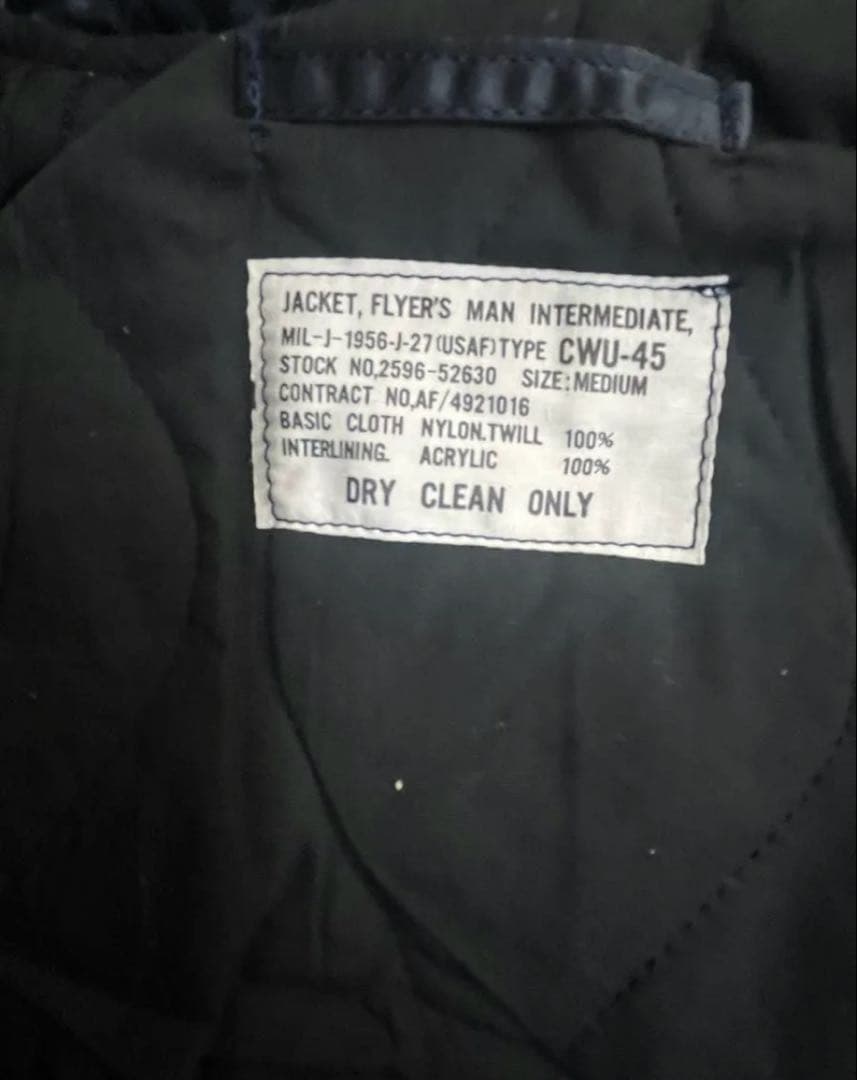 JACKET, FLYER'S MAN INTERMEDIATE,
MIL-J-1956-J-27(USAF)TYPE CWU-45
STOCK NO,2596-52630 SIZE:MEDIUM
CONTRACT NO,AF/4921016
BASIC CLOTH NYLON.TWILL 100%
INTERLINING. ACRYLIC 100%
DRY CLEAN ONLY